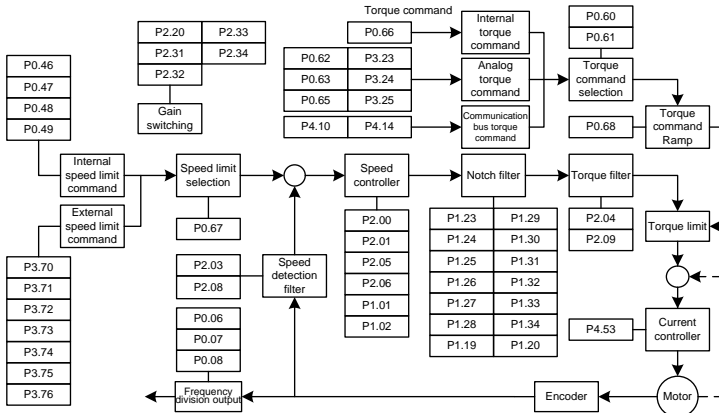 Torque command
P0.66
Internal
torque
command
P0.60
P0.61
P2.20 P2.33
P2.31 P2.34
P2.32
Gain
switching
P0.46
P0.47
P0.48
P0.49
P0.62 P3.23
P0.63 P3.24
P0.65 P3.25
Analog
torque
command
Torque
command
selection
P4.10 P4.14
Communication
bus torque
command
P0.68
Torque
command
Ramp
Internal
speed limit
command
Speed limit
selection
Speed
controller
Notch filter
Torque filter
External
speed limit
command
P0.67
P2.00
P2.01
P2.05
P2.06
P1.01
P1.02
P1.23 P1.29
P1.24 P1.30
P1.25 P1.31
P1.26 P1.32
P1.27 P1.33
P1.28 P1.34
P1.19 P1.20
P2.04
P2.09
Torque limit
P3.70
P3.71
P3.72
P3.73
P3.74
P3.75
P3.76
P2.03
P2.08
Speed
detection
filter
P0.06
P0.07
P0.08
P4.53
Current
controller
Frequency
division output
Encoder
Motor